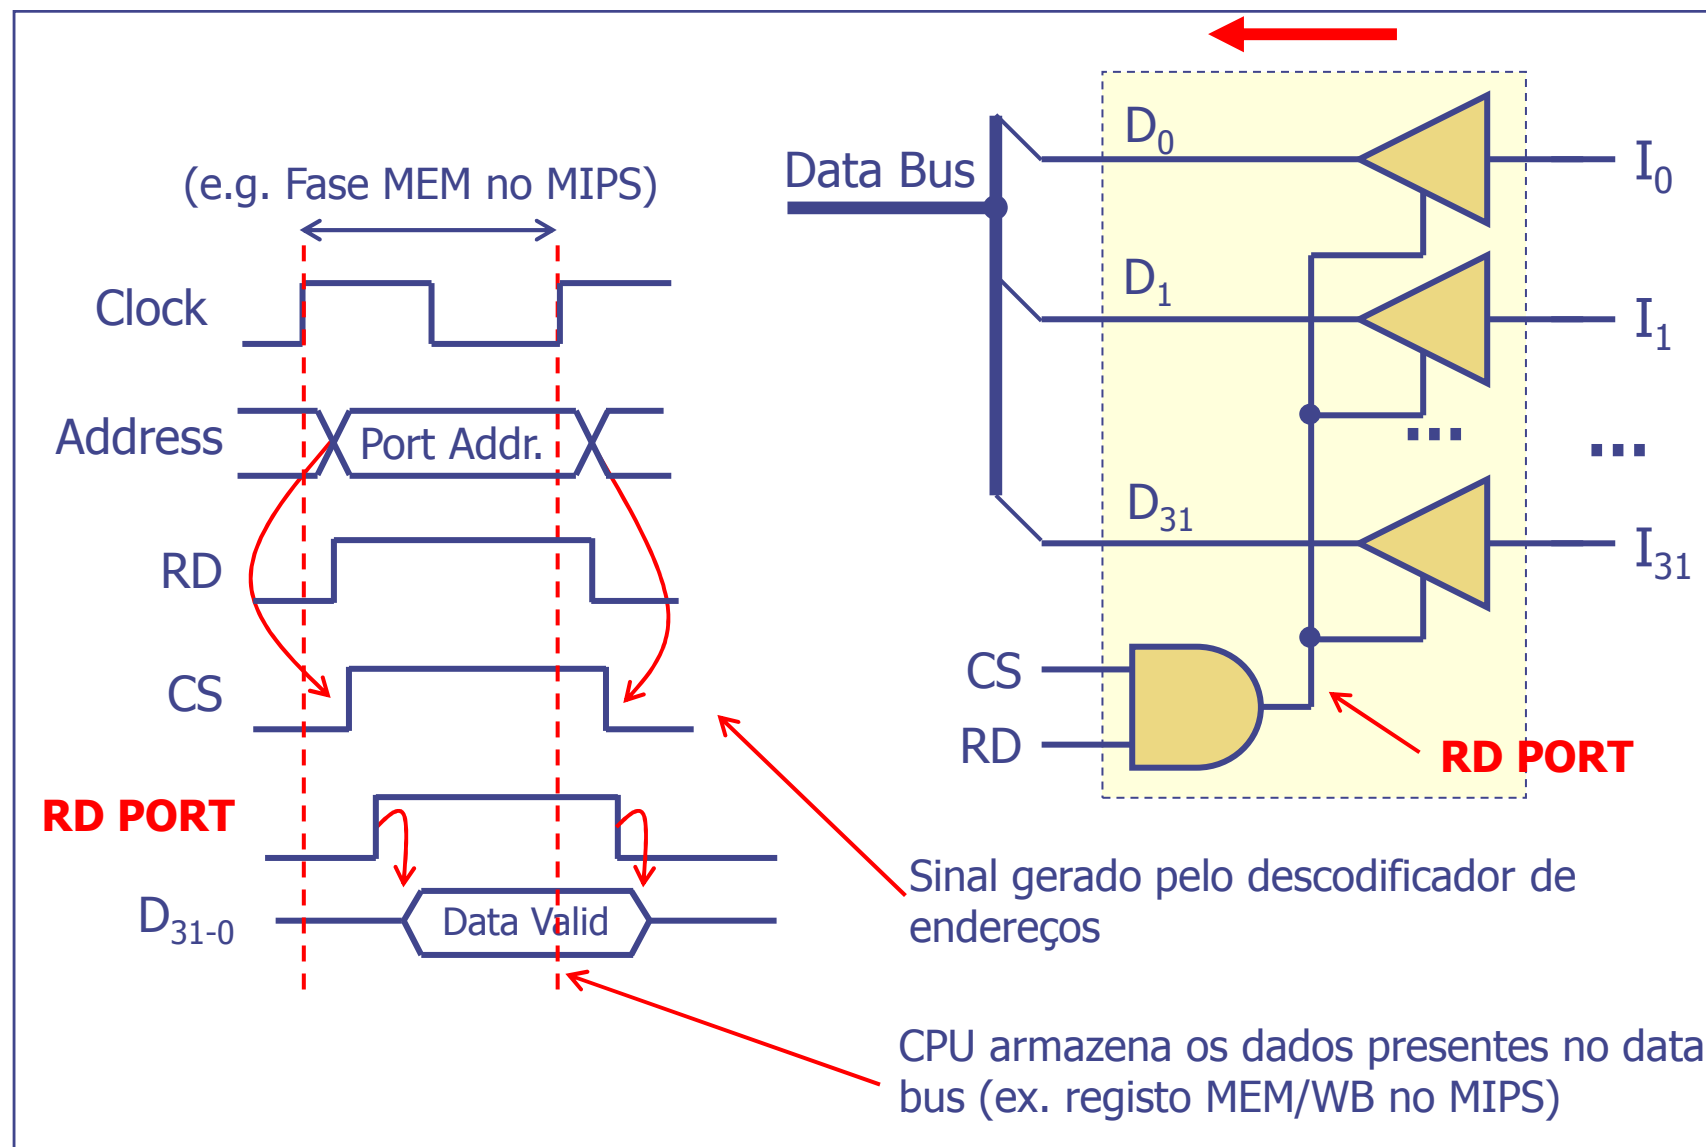 (e.g. Fase MEM no MIPS)
Clock
Address
Port Addr.
RD
CS
RD PORT
D31-0
Data Valid
Data Bus
D0
I0
D1
I1
...
...
D31
I31
CS
RD
RD PORT
Sinal gerado pelo descodificador de
endereços
CPU armazena os dados presentes no data
bus (ex. registo MEM/WB no MIPS)